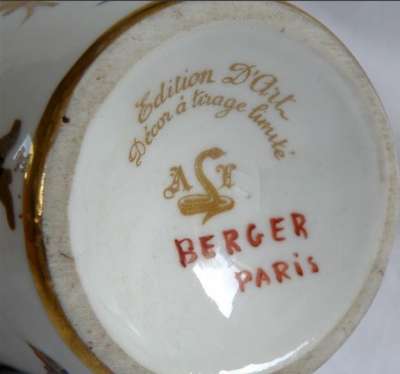 Edition D'Art
Décor à tirage limité
A L
BERGER
PARis